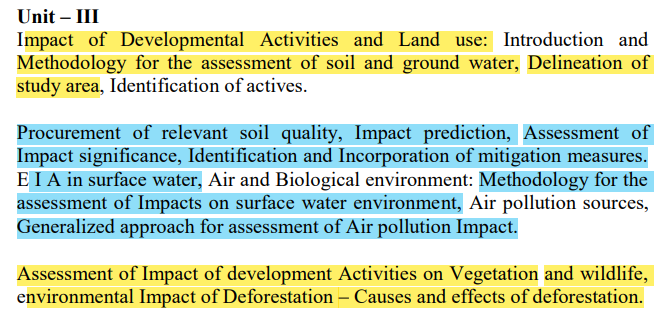 Unit – III
Impact of Developmental Activities and Land use: Introduction and
Methodology for the assessment of soil and ground water, Delineation of
study area, Identification of actives.
Procurement of relevant soil quality, Impact prediction, Assessment of
Impact significance, Identification and Incorporation of mitigation measures.
E I A in surface water, Air and Biological environment: Methodology for the
assessment of Impacts on surface water environment, Air pollution sources,
Generalized approach for assessment of Air pollution Impact.
Assessment of Impact of development Activities on Vegetation and wildlife,
environmental Impact of Deforestation – Causes and effects of deforestation.